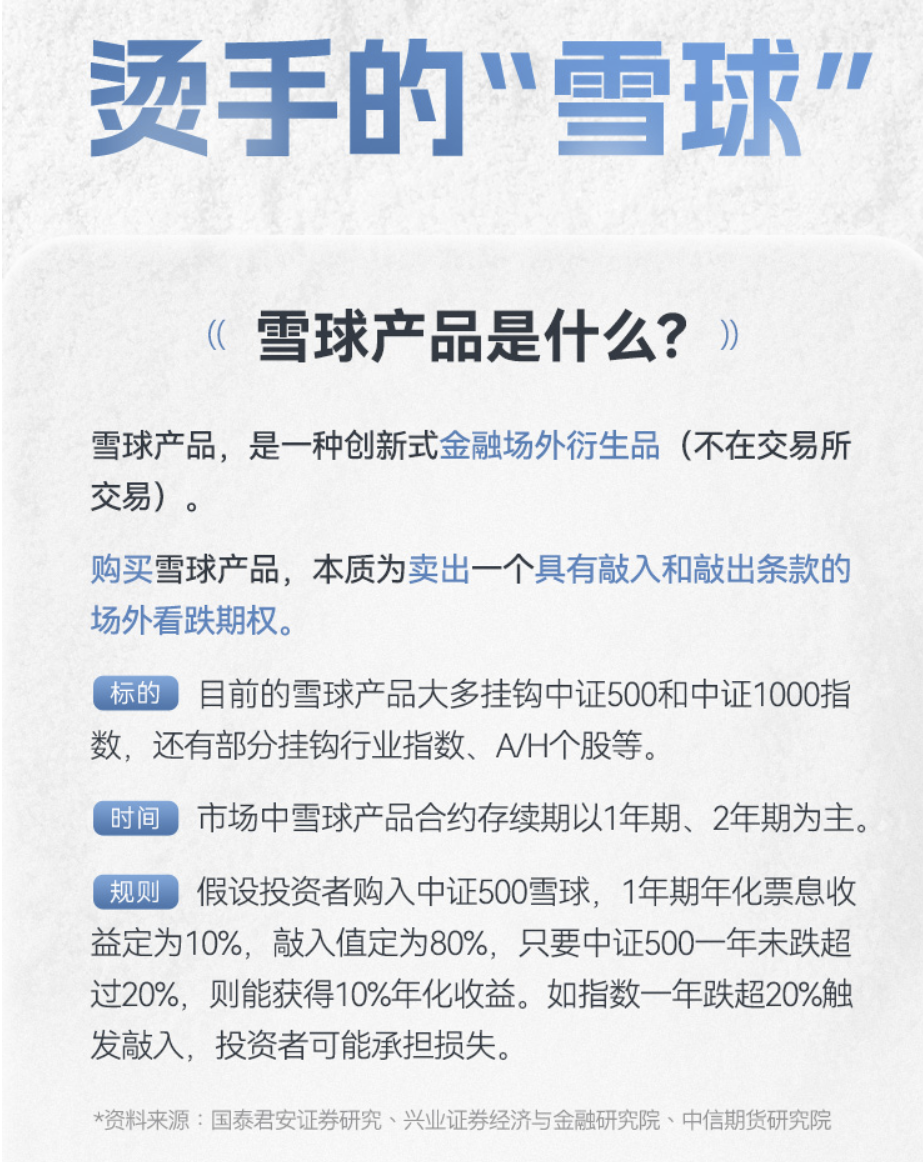 烫手的“雪球”
雪球产品是什么？
雪球产品，是一种创新式金融场外衍生品（不在交易所
交易）。
购买雪球产品，本质为卖出一个具有敲入和敲出条款的
场外看跌期权。
标的 目前的雪球产品大多挂钩中证500和中证1000指
数，还有部分挂钩行业指数、A/H个股等。
时间 市场中雪球产品合约存续期以1年期、2年期为主。
规则 假设投资者购入中证500雪球，1年期年化票息收
益定为10%，敲入值定为80%，只要中证500一年未跌超
过20%，则能获得10%年化收益。如指数一年跌超20%触
发敲入，投资者可能承担损失。
*资料来源：国泰君安证券研究、兴业证券经济与金融研究院、中信期货研究院